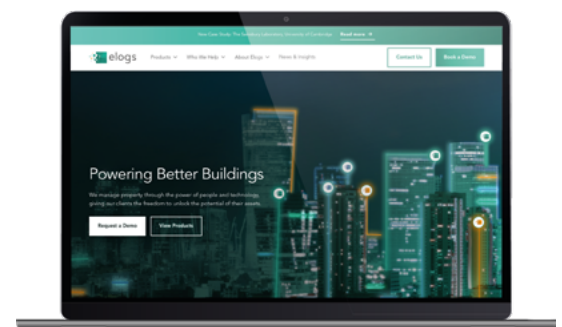 New Case Study: The Sainsbury Laboratory University of Cambridge. Read more
elogs
Products Who We Help About Elogs News & Insights Contact Us Book a Demo
Powering Better Buildings
We manage property through the power of people and technology,
giving our clients the freedom to unlock the potential of their assets.
Request a Demo View Products